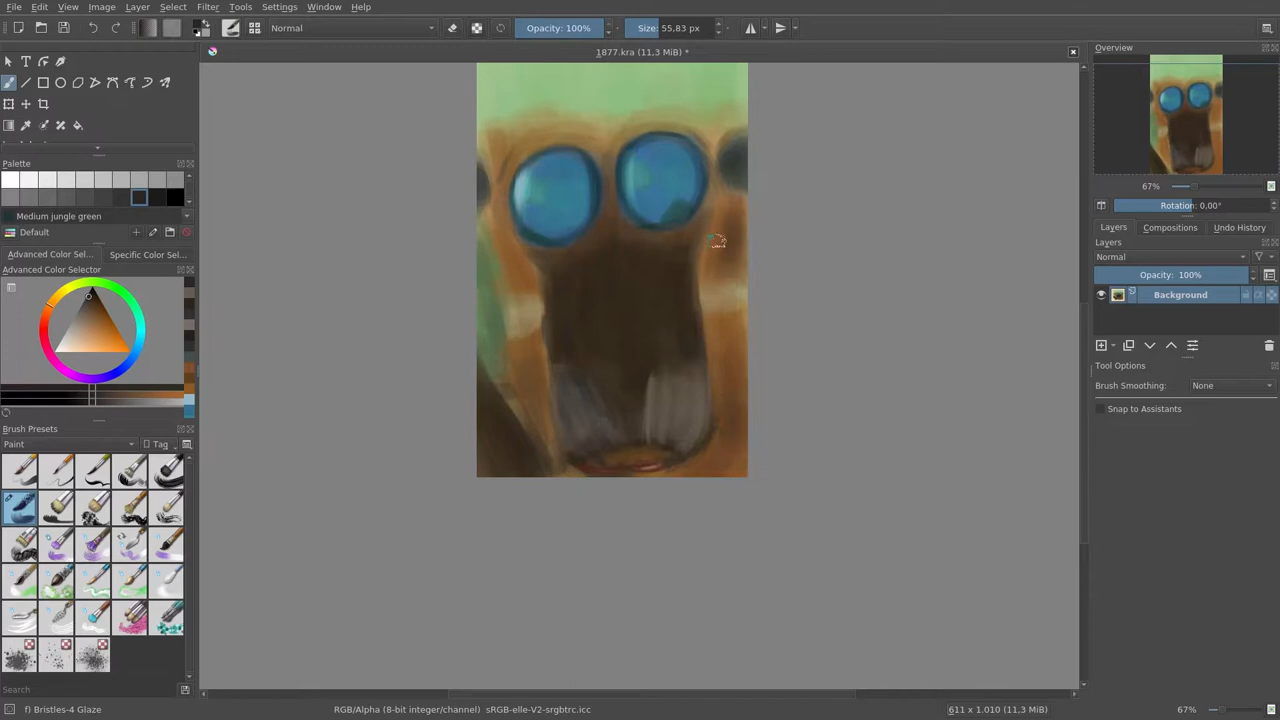 File Edit View Image Layer Select Filter Tools Settings Window Help
Normal Opacity: 100% Size: 55,83 px
1877.kra (11,3 MiB) *
Palette
Medium jungle green
Default
Advanced Color Sel... Specific Color Sel...
Advanced Color Selector
Brush Presets
Paint Tag
Search
f) Bristles-4 Glaze RGB/Alpha (8-bit integer/channel) sRGB-elle-V2-srgbtrc.icc 611 x 1.010 (11,3 MiB) 67%
Overview
67%
Rotation: 0,00°
Layers Compositions Undo History
Layers
Normal
Opacity: 100%
Background
Tool Options
Brush Smoothing: None
Snap to Assistants